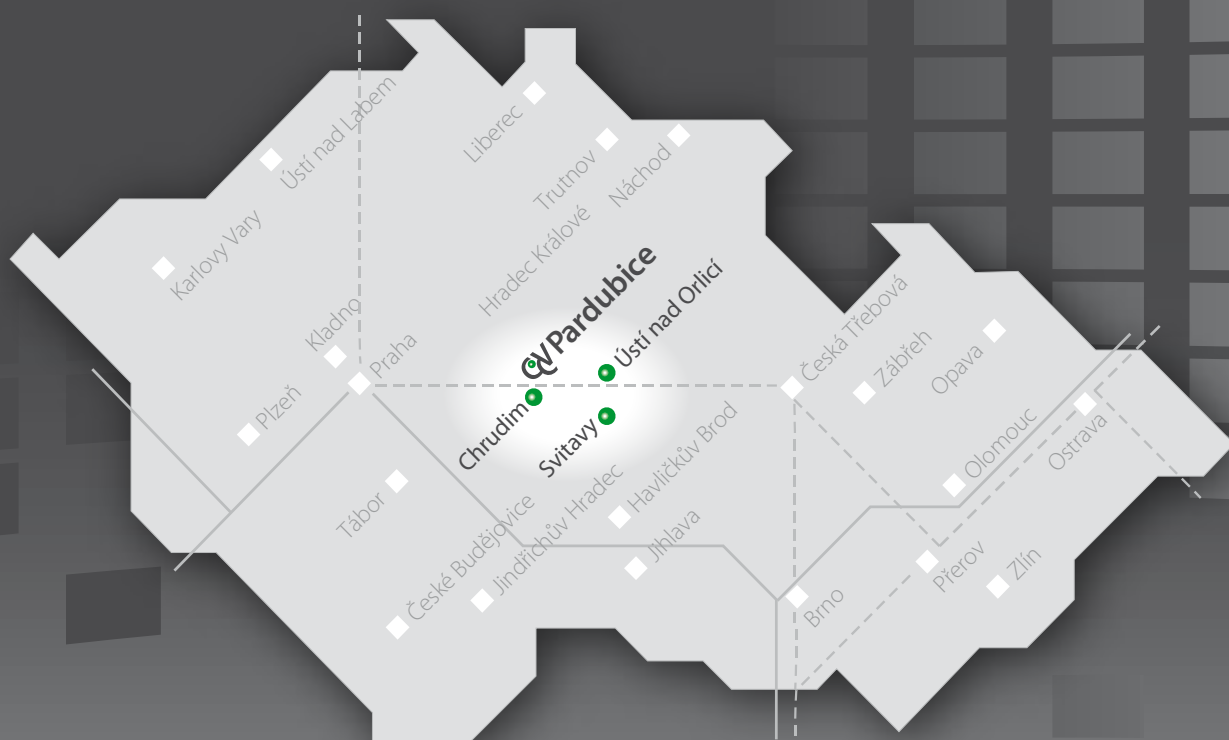 Ústí nad Labem
Liberec
Trutnov
Náchod
Karlovy Vary
Hradec Králové
Kladno
Praha
Pardubice
Ústí nad Orlicí
Česká Třebová
Zábřeh
Opava
Plzeň
Chrudim
Svitavy
Havličkův Brod
Olomouc
Ostrava
Tábor
České Budějovice
Jindřichův Hradec
Jihlava
Brno
Přerov
Zlín